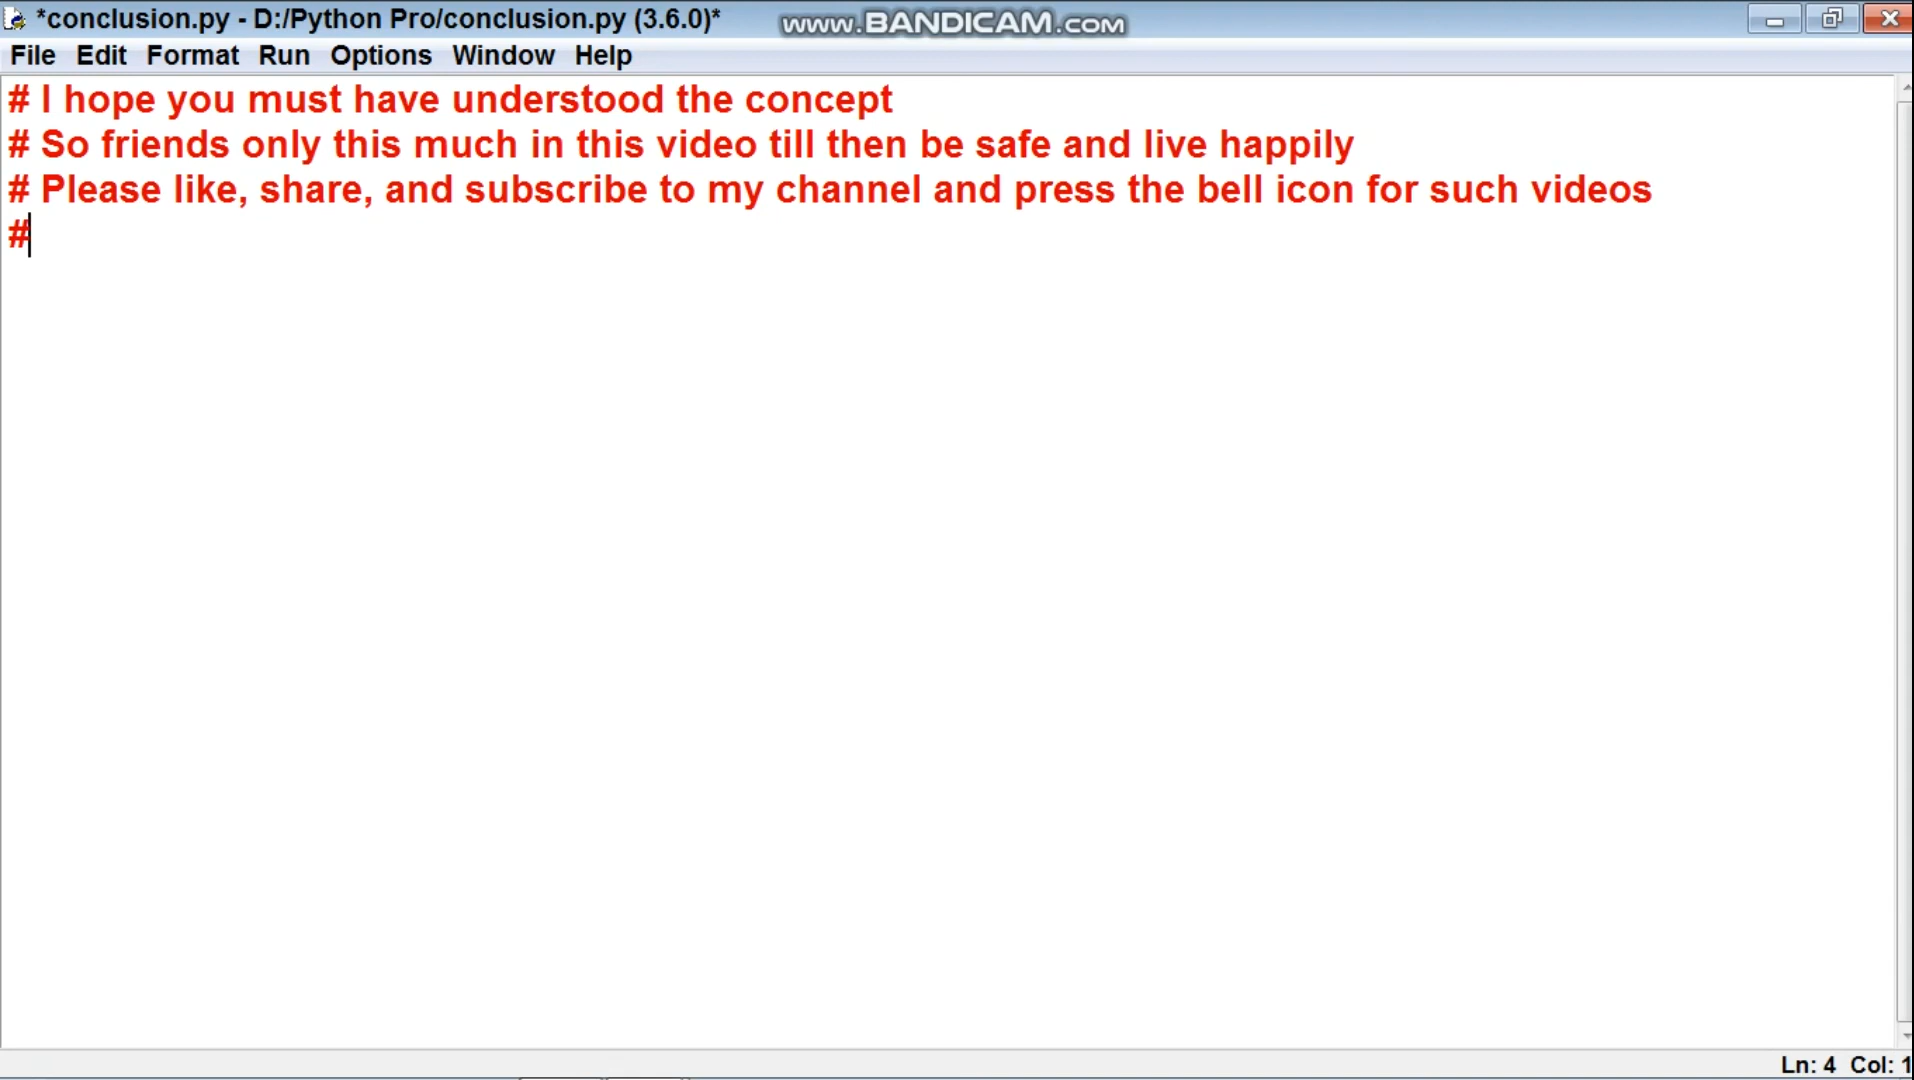 *conclusion.py - D:/Python Pro/conclusion.py (3.6.0)*
www.BANDICAM.com
File Edit Format Run Options Window Help
# I hope you must have understood the concept
# So friends only this much in this video till then be safe and live happily
# Please like, share, and subscribe to my channel and press the bell icon for such videos
#
Ln: 4 Col: 1